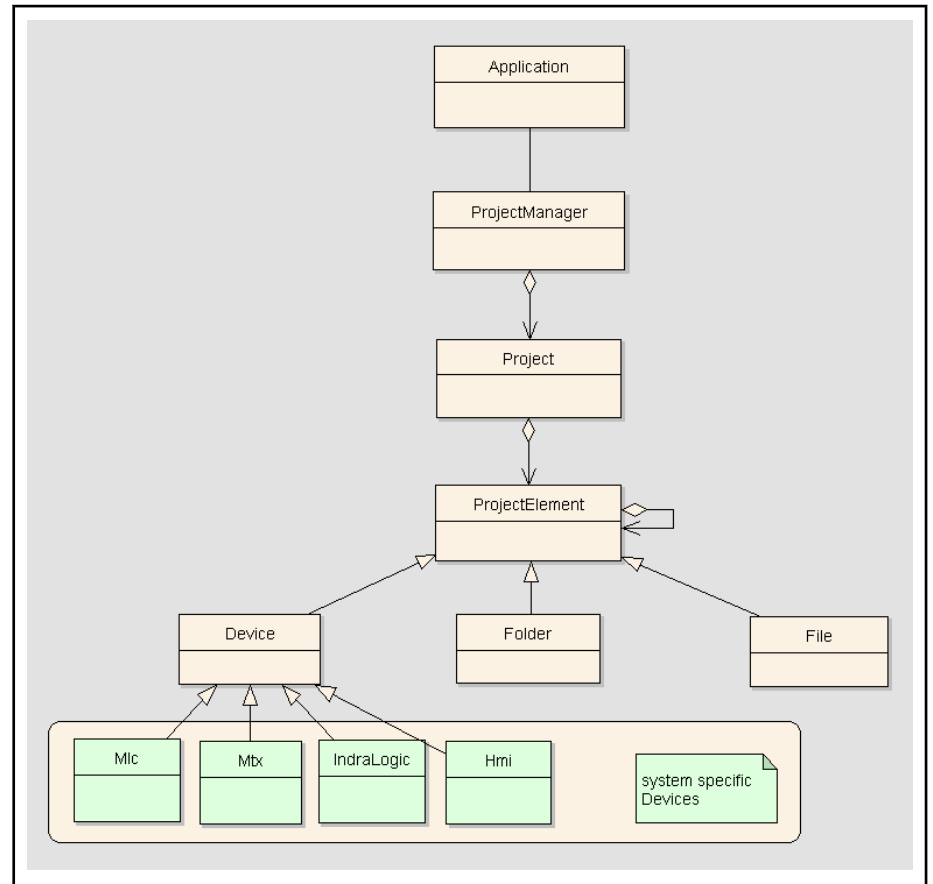 Application
ProjectManager
Project
ProjectElement
Device
Folder
File
Mlc
Mtx
IndraLogic
Hmi
system specific
Devices